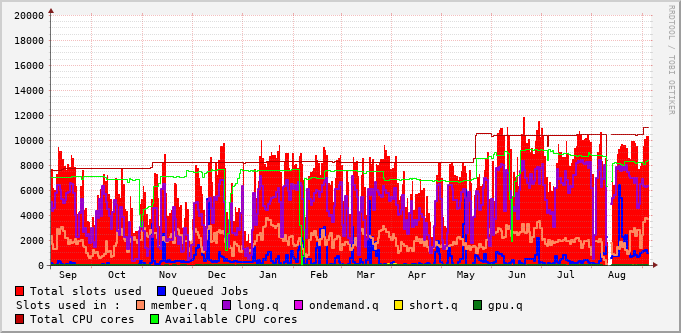 20000
18000
16000
14000
12000
10000
8000
6000
4000
2000
0
Sep Oct Nov Dec Jan Feb Mar Apr May Jun Jul Aug
RRDTOOL / TOBI OETIKER
Total slots used Queued Jobs
Slots used in : member.q long.q ondemand.q short.q gpu.q
Total CPU cores Available CPU cores